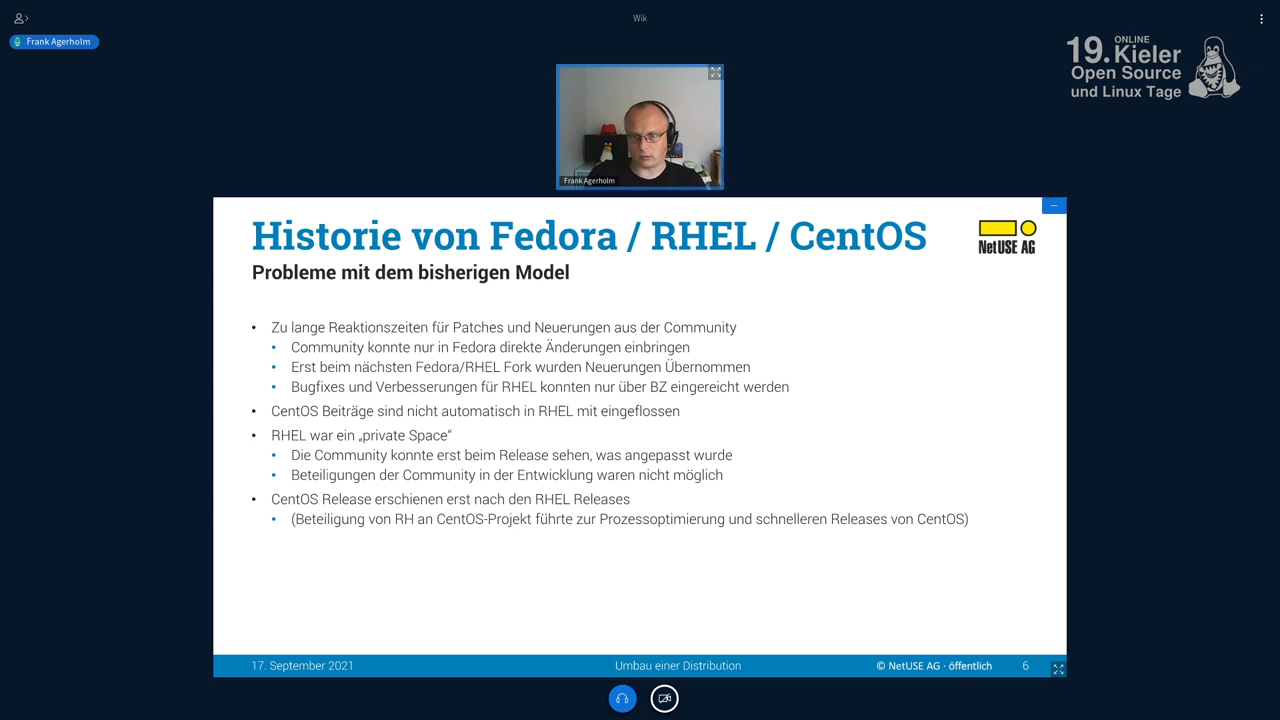 Wik
Frank Agerholm
ONLINE
19. Kieler
Open Source
und Linux Tage
Frank Agerholm
Historie von Fedora / RHEL / CentOS
NetUSE AG
Probleme mit dem bisherigen Model
• Zu lange Reaktionszeiten für Patches und Neuerungen aus der Community
• Community konnte nur in Fedora direkte Änderungen einbringen
• Erst beim nächsten Fedora/RHEL Fork wurden Neuerungen Übernommen
• Bugfixes und Verbesserungen für RHEL konnten nur über BZ eingereicht werden
• CentOS Beiträge sind nicht automatisch in RHEL mit eingeflossen
• RHEL war ein „private Space“
• Die Community konnte erst beim Release sehen, was angepasst wurde
• Beteiligungen der Community in der Entwicklung waren nicht möglich
• CentOS Release erschienen erst nach den RHEL Releases
• (Beteiligung von RH an CentOS-Projekt führte zur Prozessoptimierung und schnelleren Releases von CentOS)
17. September 2021 Umbau einer Distribution © NetUSE AG · öffentlich 6